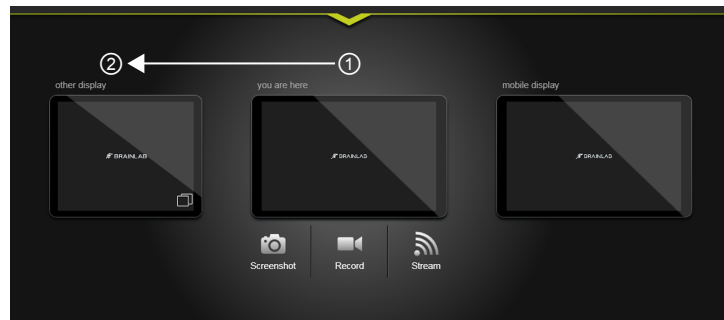 ② ①
other display you are here mobile display
BRAINLAB BRAINLAB BRAINLAB
Screenshot Record Stream